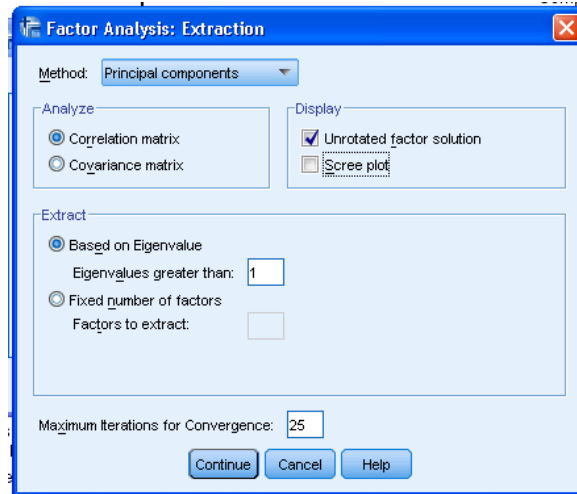 Factor Analysis: Extraction
Method: Principal components
Analyze
Correlation matrix
Covariance matrix
Display
Unrotated factor solution
Scree plot
Extract
Based on Eigenvalue
Eigenvalues greater than: 1
Fixed number of factors
Factors to extract:
Maximum Iterations for Convergence: 25
Continue Cancel Help